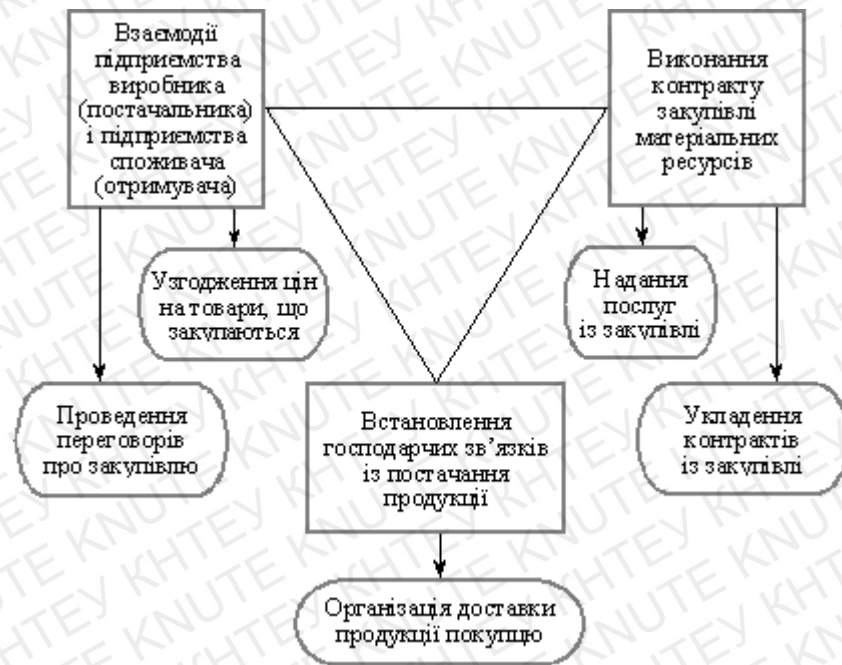 Взаємодії
підприємства
виробника
(постачальника)
і підприємства
споживача
(отримувача)
Виконання
контракту
закупівлі
матеріальних
ресурсів
Узгодження цін
на товари, що
закупаються
Надання
послуг
із закупівлі
Проведення
переговорів
про закупівлю
Встановлення
господарчих зв’язків
із постачання
продукції
Укладення
контрактів
із закупівлі
Організація доставки
продукції покупцю
KNUTE КНТЕУ